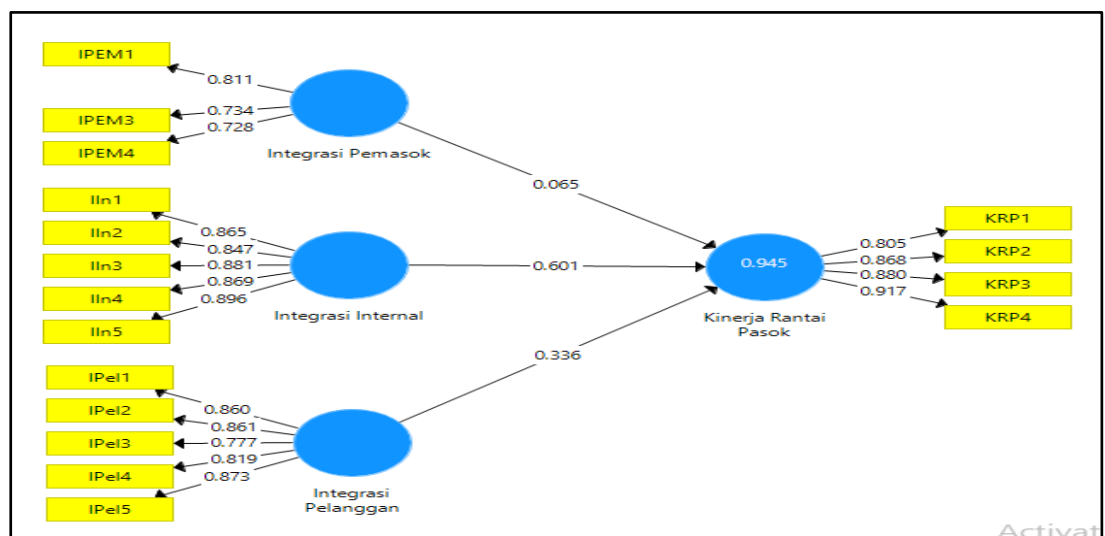 IPEM1
0.811
IPEM3
0.734
0.728
IPEM4
Integrasi Pemasok
0.065
IIn1
0.865
IIn2
0.847
IIn3
0.881
0.869
IIn4
0.896
IIn5
Integrasi Internal
0.601
0.945
Kinerja Rantai
Pasok
KRP1
0.805
KRP2
0.868
0.880
KRP3
0.917
KRP4
0.336
IPel1
0.860
IPel2
0.861
IPel3
0.777
0.819
IPel4
0.873
IPel5
Integrasi
Pelanggan
Activat